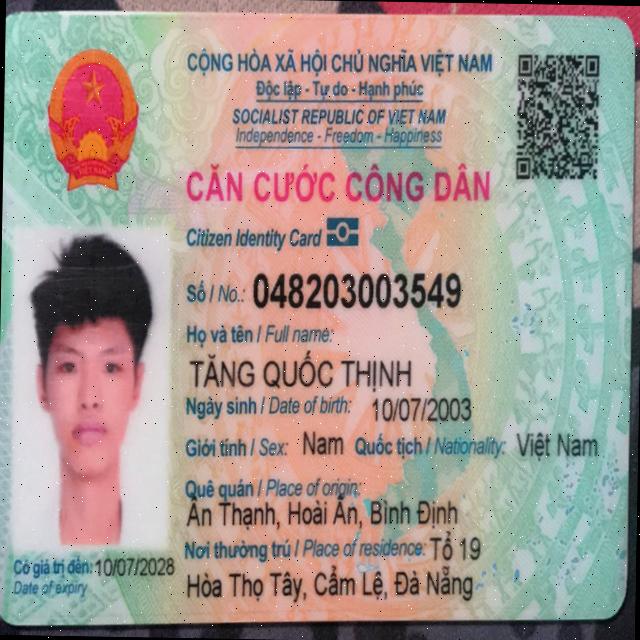 CỘNG HÒA XÃ HỘI CHỦ NGHĨA VIỆT NAM
Độc lập - Tự do - Hạnh phúc
SOCIALIST REPUBLIC OF VIET NAM
Independence - Freedom - Happiness
CĂN CƯỚC CÔNG DÂN
Citizen Identity Card
Số / No.: 048203003549
Họ và tên / Full name:
TĂNG QUỐC THỊNH
Ngày sinh / Date of birth: 10/07/2003
Giới tính / Sex: Nam Quốc tịch / Nationality: Việt Nam
Quê quán / Place of origin:
Ân Thạnh, Hoài Ân, Bình Định
Nơi thường trú / Place of residence: Tổ 19
Hòa Thọ Tây, Cẩm Lệ, Đà Nẵng
Có giá trị đến: 10/07/2028
Date of expiry